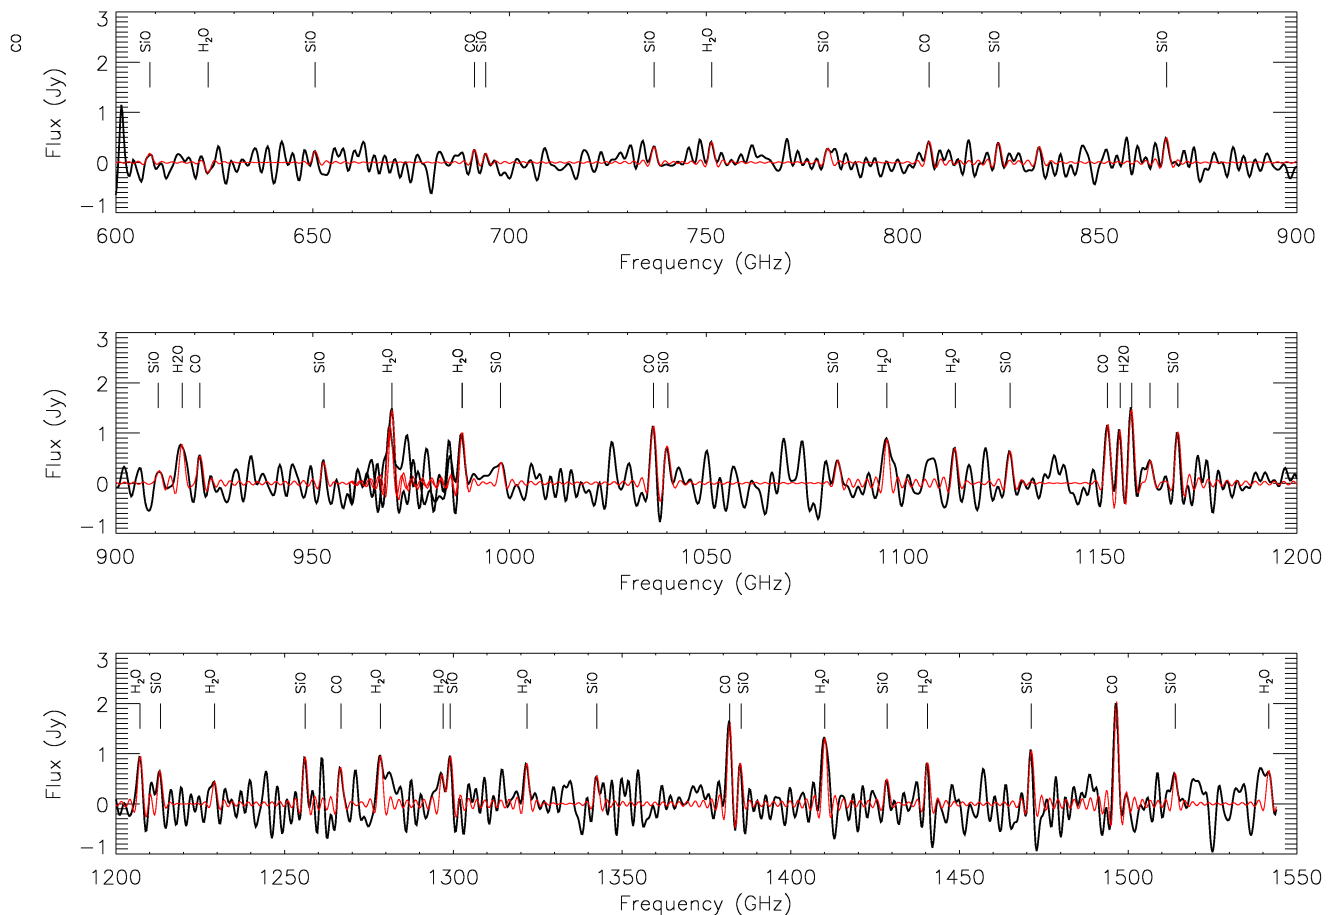 CO
3
2
1
0
−1
Flux (Jy)
SiO
H₂O
SiO
CO
SiO
SiO
H₂O
SiO
CO
SiO
SiO
600
650
700
750
800
850
900
Frequency (GHz)
3
2
1
0
−1
Flux (Jy)
SiO
H2O
CO
SiO
H₂O
H₂O
SiO
CO
SiO
SiO
H₂O
H₂O
SiO
CO
H2O
SiO
900
950
1000
1050
1100
1150
1200
Frequency (GHz)
3
2
1
0
−1
Flux (Jy)
H₂O
SiO
H₂O
SiO
CO
H₂O
H₂O
SiO
H₂O
SiO
CO
SiO
H₂O
SiO
H₂O
SiO
CO
SiO
H₂O
1200
1250
1300
1350
1400
1450
1500
1550
Frequency (GHz)